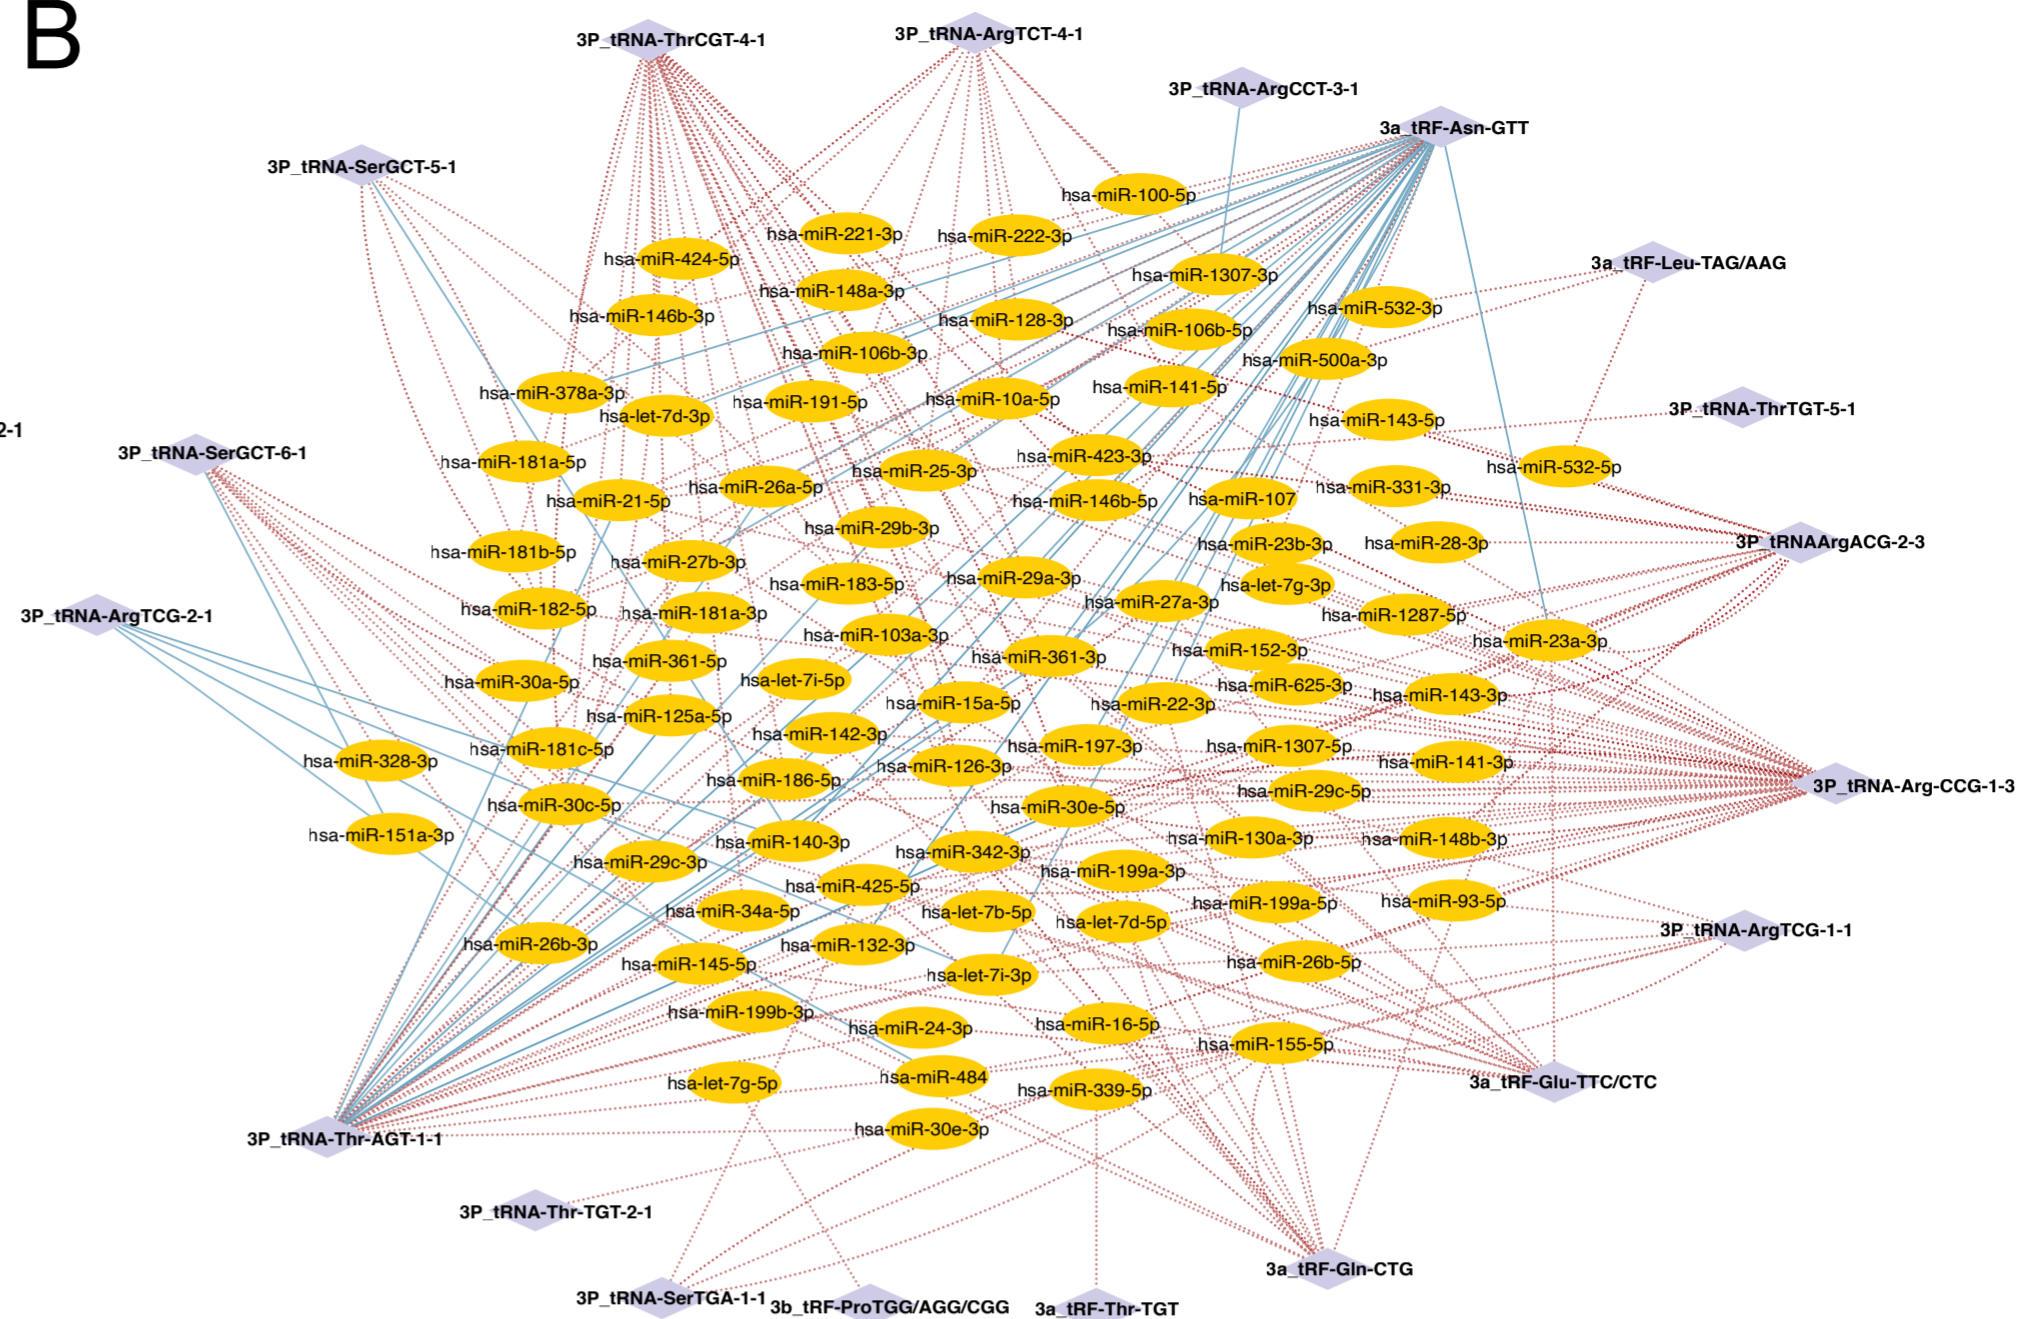 B
3P_tRNA-ThrCGT-4-1
3P_tRNA-ArgTCT-4-1
3P_tRNA-ArgCCT-3-1
3a_tRF-Asn-GTT
3P_tRNA-SerGCT-5-1
hsa-miR-100-5p
hsa-miR-221-3p
hsa-miR-222-3p
hsa-miR-424-5p
3a_tRF-Leu-TAG/AAG
hsa-miR-1307-3p
hsa-miR-148a-3p
hsa-miR-532-3p
hsa-miR-146b-3p
hsa-miR-128-3p
hsa-miR-106b-5p
hsa-miR-106b-3p
hsa-miR-500a-3p
hsa-miR-378a-3p
hsa-miR-141-5p
hsa-miR-10a-5p
hsa-miR-191-5p
3P_tRNA-ThrTGT-5-1
hsa-let-7d-3p
hsa-miR-143-5p
2-1
3P_tRNA-SerGCT-6-1
hsa-miR-423-3p
hsa-miR-181a-5p
hsa-miR-532-5p
hsa-miR-25-3p
hsa-miR-26a-5p
hsa-miR-331-3p
hsa-miR-21-5p
hsa-miR-146b-5p
hsa-miR-107
hsa-miR-29b-3p
3P_tRNAArgACG-2-3
hsa-miR-23b-3p
hsa-miR-28-3p
hsa-miR-181b-5p
hsa-miR-27b-3p
hsa-miR-183-5p
hsa-miR-29a-3p
hsa-let-7g-3p
hsa-miR-27a-3p
hsa-miR-182-5p
hsa-miR-181a-3p
hsa-miR-1287-5p
3P_tRNA-ArgTCG-2-1
hsa-miR-103a-3p
hsa-miR-23a-3p
hsa-miR-152-3p
hsa-miR-361-3p
hsa-miR-361-5p
hsa-let-7i-5p
hsa-miR-30a-5p
hsa-miR-625-3p
hsa-miR-143-3p
hsa-miR-15a-5p
hsa-miR-22-3p
hsa-miR-125a-5p
hsa-miR-142-3p
hsa-miR-197-3p
hsa-miR-1307-5p
hsa-miR-181c-5p
hsa-miR-328-3p
hsa-miR-141-3p
hsa-miR-126-3p
hsa-miR-186-5p
3P_tRNA-Arg-CCG-1-3
hsa-miR-29c-5p
hsa-miR-30c-5p
hsa-miR-30e-5p
hsa-miR-151a-3p
hsa-miR-130a-3p
hsa-miR-148b-3p
hsa-miR-140-3p
hsa-miR-342-3p
hsa-miR-29c-3p
hsa-miR-199a-3p
hsa-miR-425-5p
hsa-miR-93-5p
hsa-miR-199a-5p
hsa-miR-34a-5p
hsa-let-7b-5p
hsa-let-7d-5p
3P_tRNA-ArgTCG-1-1
hsa-miR-26b-3p
hsa-miR-132-3p
hsa-miR-26b-5p
hsa-miR-145-5p
hsa-let-7i-3p
hsa-miR-199b-3p
hsa-miR-24-3p
hsa-miR-16-5p
hsa-miR-155-5p
hsa-miR-484
hsa-let-7g-5p
3a_tRF-Glu-TTC/CTC
hsa-miR-339-5p
hsa-miR-30e-3p
3P_tRNA-Thr-AGT-1-1
3P_tRNA-Thr-TGT-2-1
3a_tRF-Gln-CTG
3P_tRNA-SerTGA-1-1
3b_tRF-ProTGG/AGG/CGG
3a_tRF-Thr-TGT